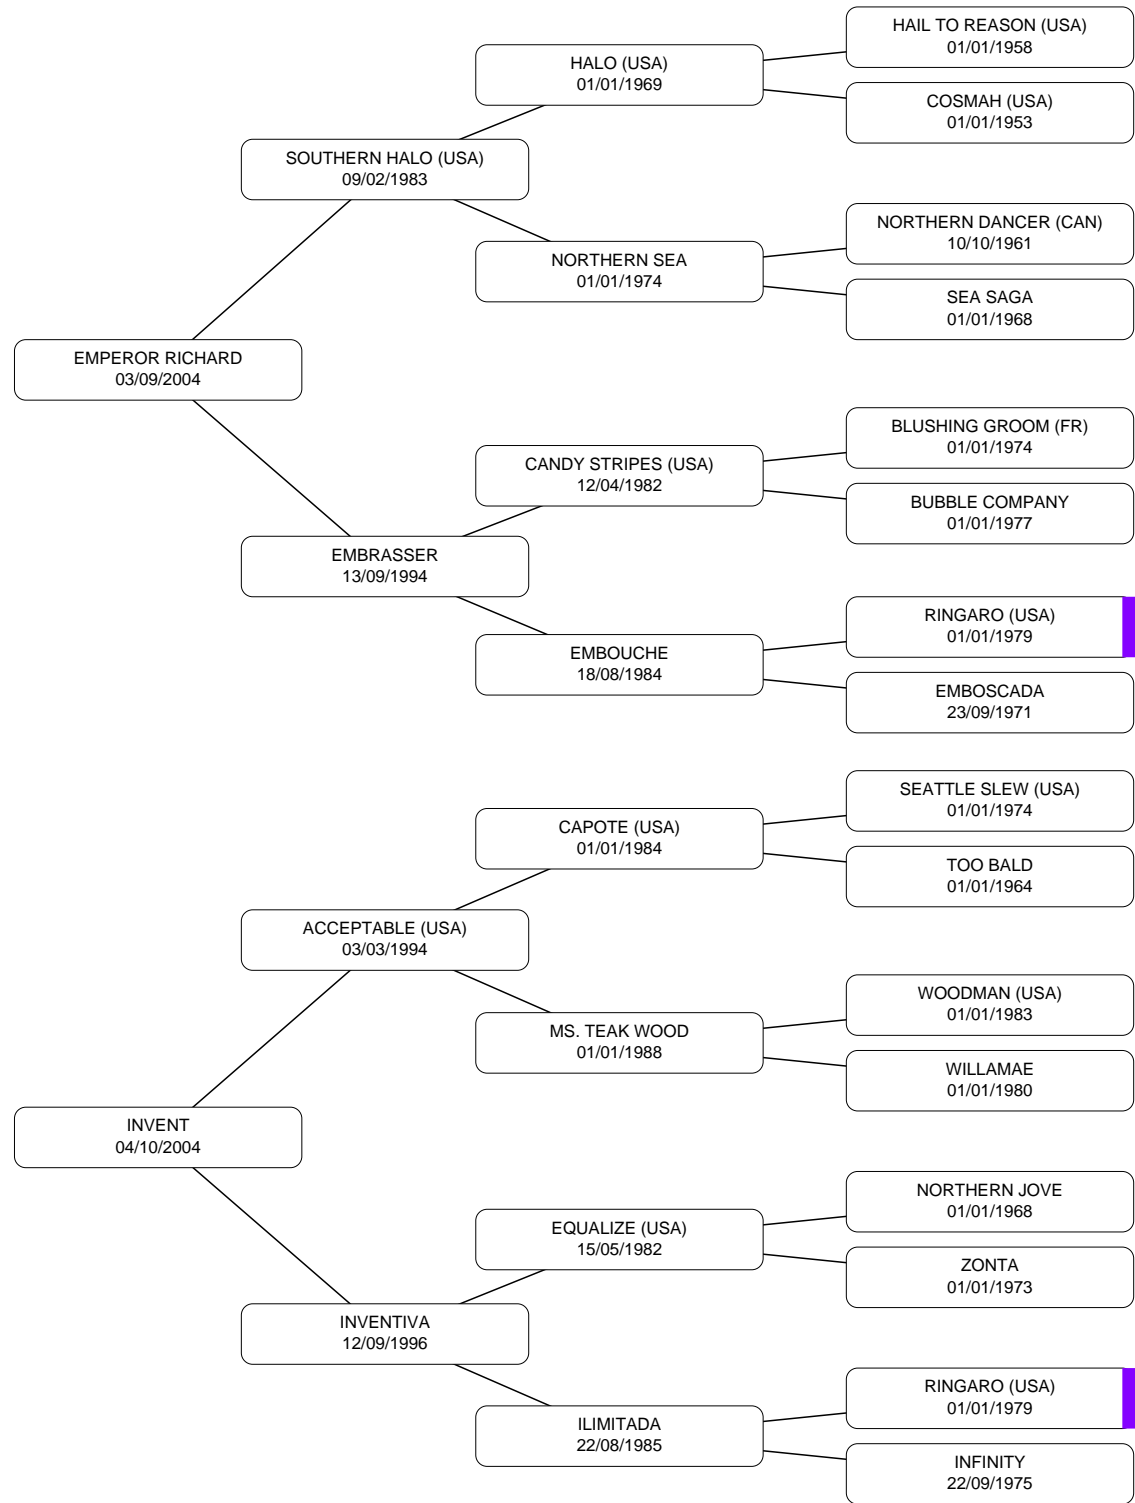 HAIL TO REASON (USA)
01/01/1958
HALO (USA)
01/01/1969
COSMAH (USA)
01/01/1953
SOUTHERN HALO (USA)
09/02/1983
NORTHERN DANCER (CAN)
10/10/1961
NORTHERN SEA
01/01/1974
SEA SAGA
01/01/1968
EMPEROR RICHARD
03/09/2004
BLUSHING GROOM (FR)
01/01/1974
CANDY STRIPES (USA)
12/04/1982
BUBBLE COMPANY
01/01/1977
EMBRASSER
13/09/1994
RINGARO (USA)
01/01/1979
EMBOUCHE
18/08/1984
EMBOSCADA
23/09/1971
SEATTLE SLEW (USA)
01/01/1974
CAPOTE (USA)
01/01/1984
TOO BALD
01/01/1964
ACCEPTABLE (USA)
03/03/1994
WOODMAN (USA)
01/01/1983
MS. TEAK WOOD
01/01/1988
WILLAMAE
01/01/1980
INVENT
04/10/2004
NORTHERN JOVE
01/01/1968
EQUALIZE (USA)
15/05/1982
ZONTA
01/01/1973
INVENTIVA
12/09/1996
RINGARO (USA)
01/01/1979
ILIMITADA
22/08/1985
INFINITY
22/09/1975